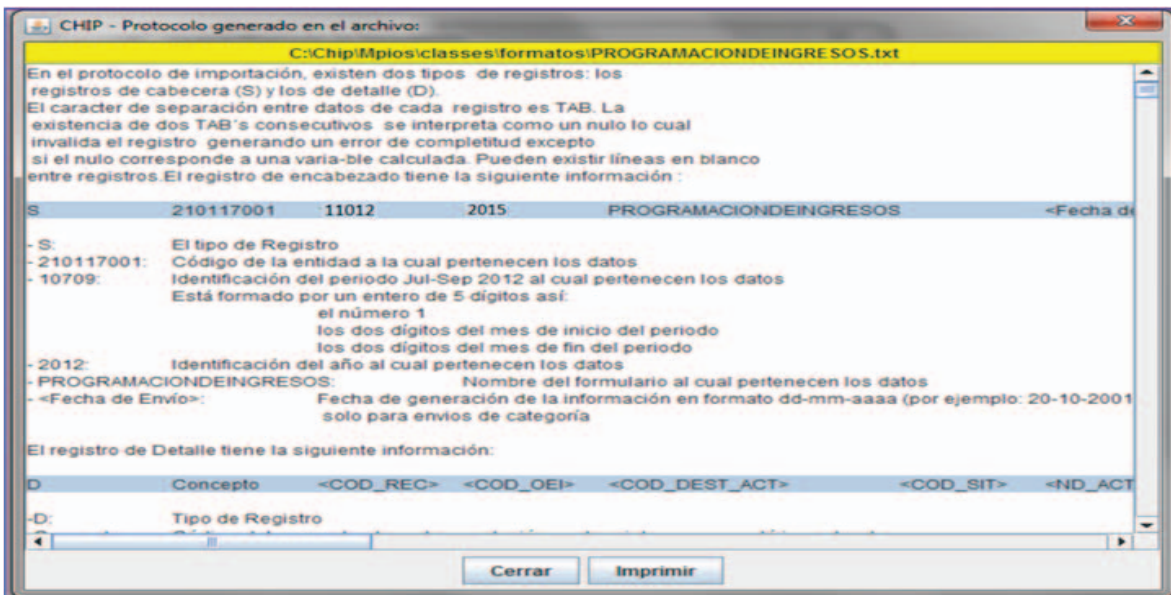 CHIP - Protocolo generado en el archivo:
C:\Chip\Mpios\classes\formatos\PROGRAMACIONDEINGRESOS.txt
En el protocolo de importación, existen dos tipos de registros: los
registros de cabecera (S) y los de detalle (D).
El caracter de separación entre datos de cada registro es TAB. La
existencia de dos TAB´s consecutivos se interpreta como un nulo lo cual
invalida el registro generando un error de completitud excepto
si el nulo corresponde a una varia-ble calculada. Pueden existir líneas en blanco
entre registros.El registro de encabezado tiene la siguiente información :
S 210117001 11012 2015 PROGRAMACIONDEINGRESOS <Fecha de
- S: El tipo de Registro
- 210117001: Código de la entidad a la cual pertenecen los datos
- 10709: Identificación del periodo Jul-Sep 2012 al cual pertenecen los datos
Está formado por un entero de 5 dígitos así:
el número 1
los dos dígitos del mes de inicio del periodo
los dos dígitos del mes de fin del periodo
- 2012: Identificación del año al cual pertenecen los datos
- PROGRAMACIONDEINGRESOS: Nombre del formulario al cual pertenecen los datos
- <Fecha de Envío>: Fecha de generación de la información en formato dd-mm-aaaa (por ejemplo: 20-10-2001
solo para envios de categoría
El registro de Detalle tiene la siguiente información:
D Concepto <COD_REC> <COD_OEI> <COD_DEST_ACT> <COD_SIT> <ND_ACT
-D: Tipo de Registro
Cerrar Imprimir